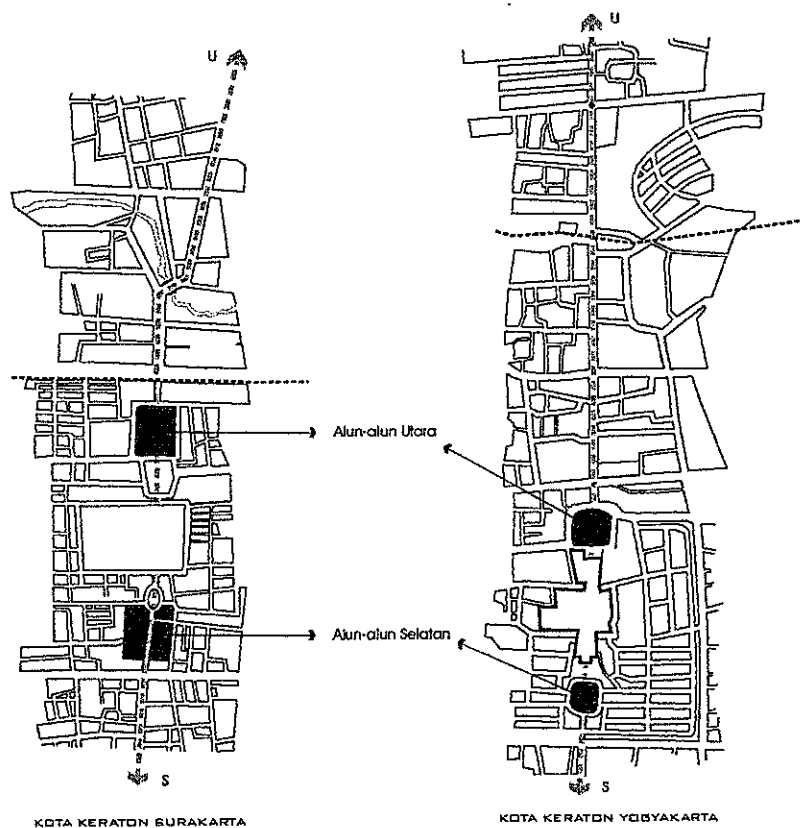 U
U
Alun-alun Utara
Alun-alun Selatan
S
S
KOTA KERATON SURAKARTA
KOTA KERATON YOGYAKARTA